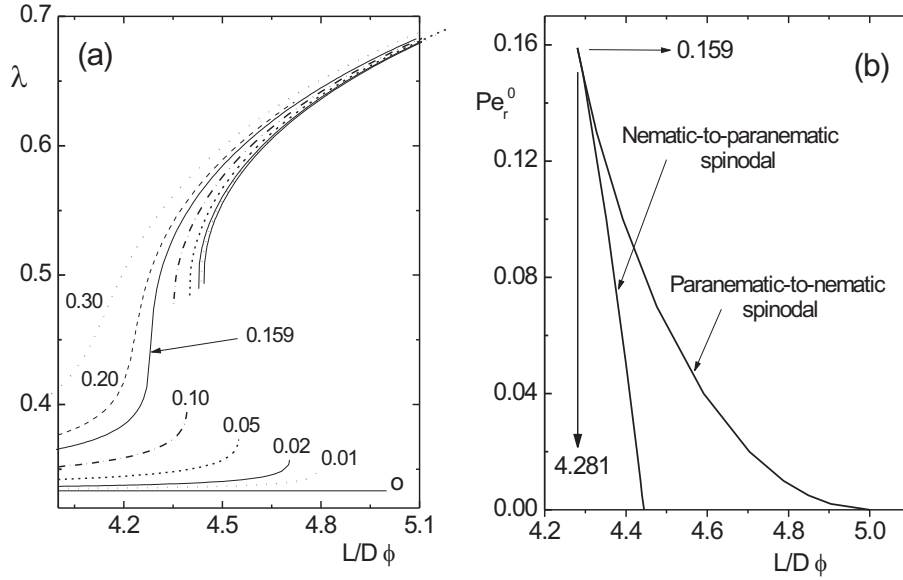 0.7
(a)
λ
0.6
0.5
0.4
0.30
0.159
0.20
0.10
0.05
0.02
0.01
o
4.2 4.5 4.8 5.1
L/D ϕ
0.16
0.159
(b)
Pe_r^0
Nematic-to-paranematic
spinodal
0.12
0.08
Paranematic-to-nematic
spinodal
0.04
4.281
0.00
4.2 4.4 4.6 4.8 5.0
L/D ϕ